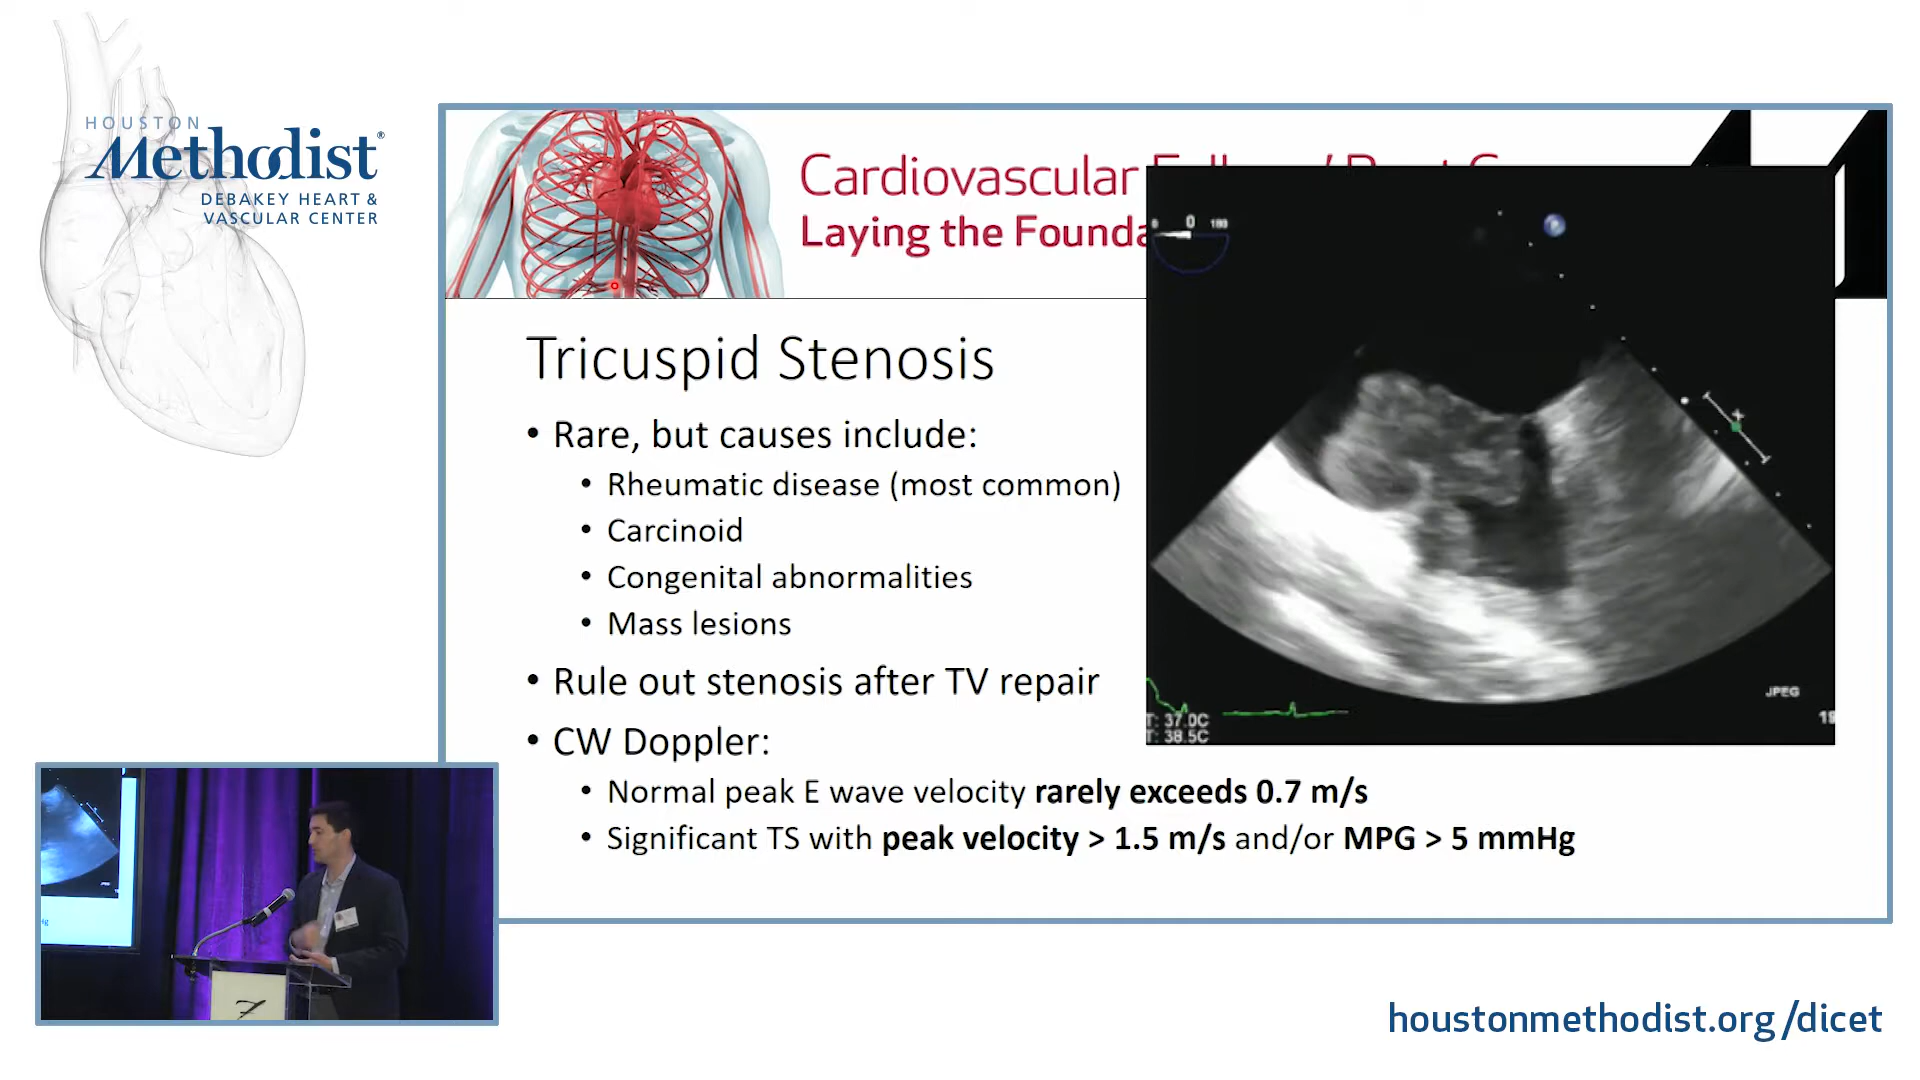 HOUSTON
Methodist®
DEBAKEY HEART &
VASCULAR CENTER
Cardiovascular
Laying the Founda
0 0 180
P
Tricuspid Stenosis
• Rare, but causes include:
• Rheumatic disease (most common)
• Carcinoid
• Congenital abnormalities
• Mass lesions
• Rule out stenosis after TV repair
• CW Doppler:
• Normal peak E wave velocity rarely exceeds 0.7 m/s
• Significant TS with peak velocity > 1.5 m/s and/or MPG > 5 mmHg
JPEG
T: 37.0C
T: 38.5C
houstonmethodist.org/dicet